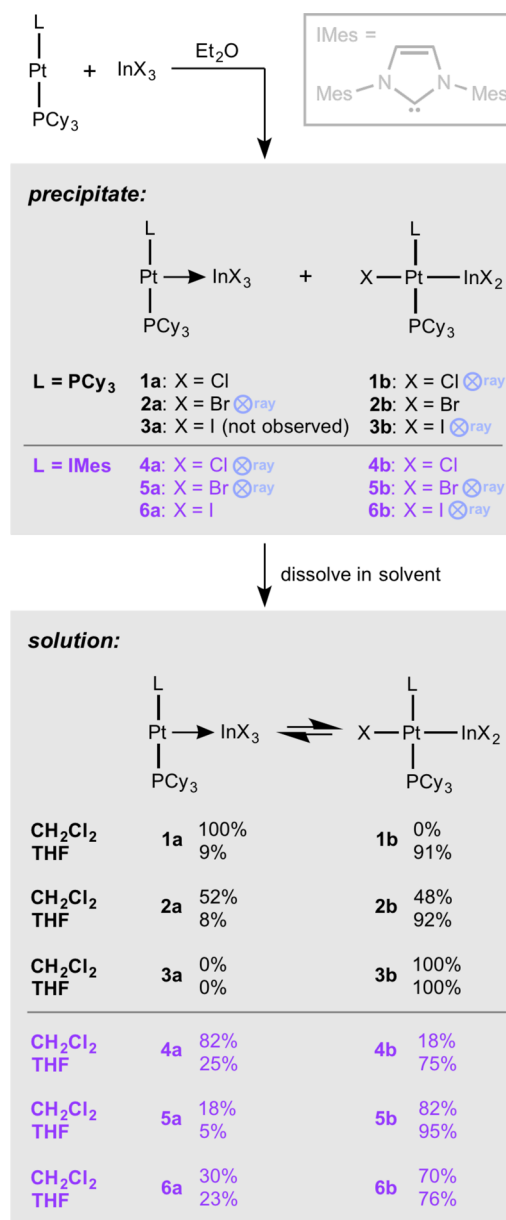 L
Pt
PCy3
+
InX3
Et2O
IMes =
N
N
Mes
Mes
precipitate:
L
Pt
InX3
PCy3
+
L
X
Pt
InX2
PCy3
L = PCy3 1a: X = Cl 1b: X = Cl ray
2a: X = Br ray 2b: X = Br
3a: X = I (not observed) 3b: X = I ray
L = IMes 4a: X = Cl ray 4b: X = Cl
5a: X = Br ray 5b: X = Br ray
6a: X = I 6b: X = I ray
dissolve in solvent
solution:
L
Pt
InX3
PCy3
L
X
Pt
InX2
PCy3
CH2Cl2 1a 100% 1b 0%
THF 9% 91%
CH2Cl2 2a 52% 2b 48%
THF 8% 92%
CH2Cl2 3a 0% 3b 100%
THF 0% 100%
CH2Cl2 4a 82% 4b 18%
THF 25% 75%
CH2Cl2 5a 18% 5b 82%
THF 5% 95%
CH2Cl2 6a 30% 6b 70%
THF 23% 76%